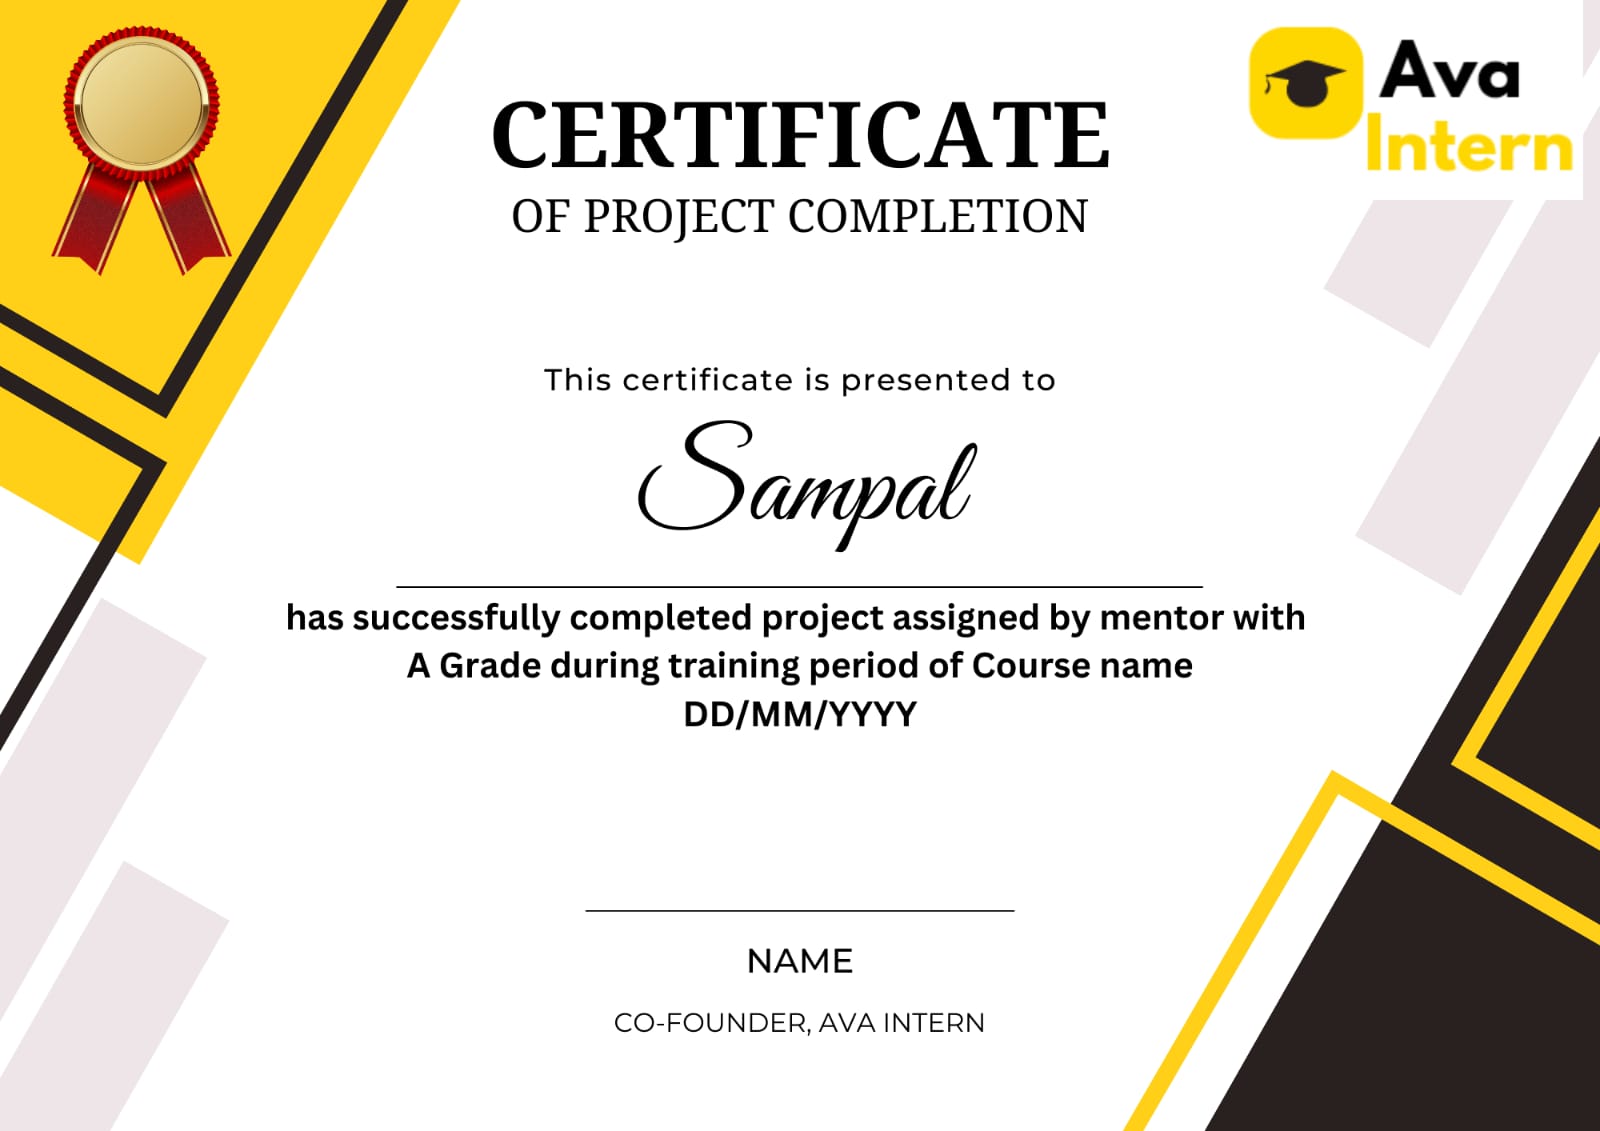 Ava
Intern
CERTIFICATE
OF PROJECT COMPLETION
This certificate is presented to
Sampal
has successfully completed project assigned by mentor with
A Grade during training period of Course name
DD/MM/YYYY
NAME
CO-FOUNDER, AVA INTERN